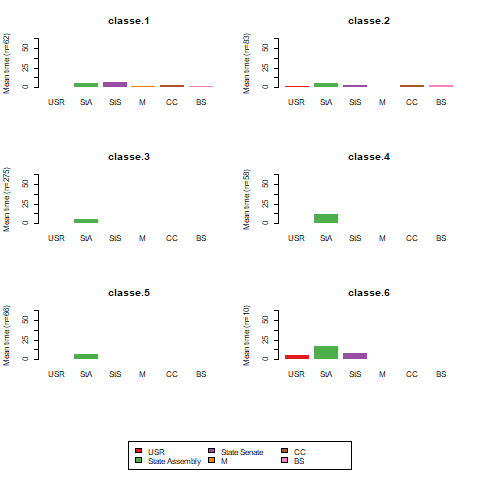 classe.1
Mean time (n=62)
0 25 50
USR StA StS M CC BS
classe.2
Mean time (n=83)
0 25 50
USR StA StS M CC BS
classe.3
Mean time (n=275)
0 25 50
USR StA StS M CC BS
classe.4
Mean time (n=58)
0 25 50
USR StA StS M CC BS
classe.5
Mean time (n=66)
0 25 50
USR StA StS M CC BS
classe.6
Mean time (n=10)
0 25 50
USR StA StS M CC BS
USR State Senate CC
State Assembly M BS